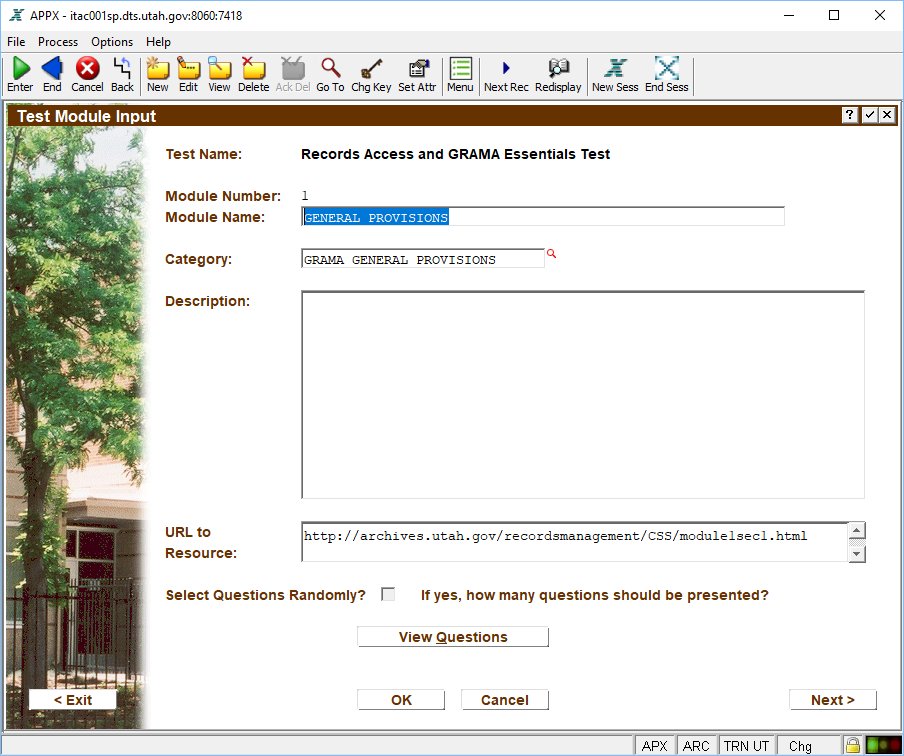 APPX - itac001sp.dts.utah.gov:8060:7418
File Process Options Help
Enter End Cancel Back New Edit View Delete Ack Del Go To Chg Key Set Attr Menu Next Rec Redisplay New Sess End Sess
Test Module Input
Test Name: Records Access and GRAMA Essentials Test
Module Number: 1
Module Name: GENERAL PROVISIONS
Category: GRAMA GENERAL PROVISIONS
Description:
URL to
Resource:
http://archives.utah.gov/recordsmanagement/CSS/module1sec1.html
Select Questions Randomly? If yes, how many questions should be presented?
View Questions
< Exit OK Cancel Next >
APX ARC TRN UT Chg